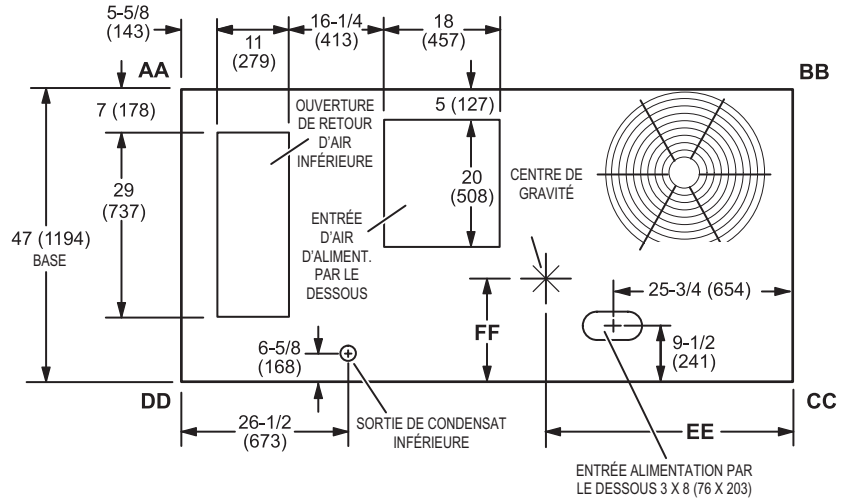 5-5/8
(143)
16-1/4
(413)
18
(457)
11
(279)
AA
BB
7 (178)
OUVERTURE
DE RETOUR
D'AIR
INFÉRIEURE
5 (127)
29
(737)
20
(508)
CENTRE DE
GRAVITÉ
47 (1194)
BASE
ENTRÉE
D'AIR
D'ALIMENT.
PAR LE
DESSOUS
25-3/4 (654)
FF
9-1/2
(241)
6-5/8
(168)
DD
CC
26-1/2
(673)
SORTIE DE CONDENSAT
INFÉRIEURE
EE
ENTRÉE ALIMENTATION PAR
LE DESSOUS 3 X 8 (76 X 203)